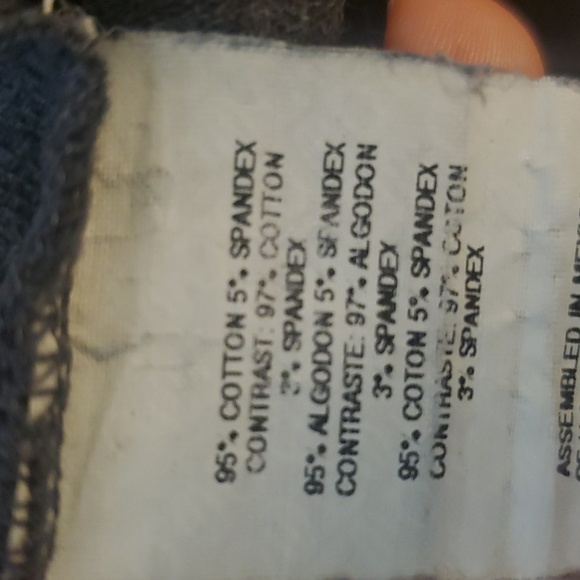 95% COTTON 5% SPANDEX
CONTRAST: 97% COTTON
3% SPANDEX
95% ALGODON 5% SPANDEX
CONTRASTE: 97% ALGODON
3% SPANDEX
95% COTON 5% SPANDEX
CONTRASTE: 97% COTON
3% SPANDEX
ASSEMBLED IN